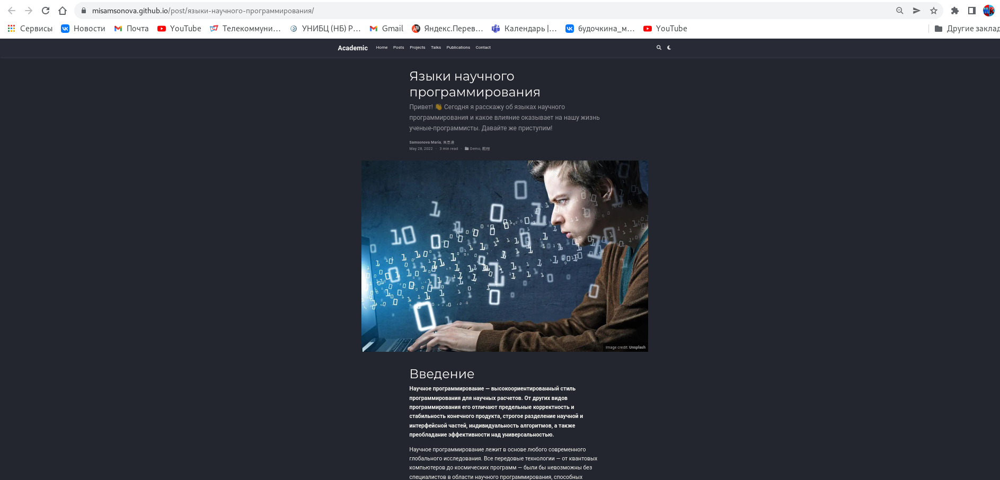 misamsonova.github.io/post/языки-научного-программирования/
Сервисы Новости Почта YouTube Телекоммуни... УНИБЦ (НБ) Р... Gmail Яндекс.Перев... Календарь |... будочкина_м... YouTube Другие заклад
Academic Home Posts Projects Talks Publications Contact
Языки научного
программирования
Привет! 👏 Сегодня я расскажу об языках научного
программирования и какое влияние оказывает на нашу жизнь
ученые-программисты. Давайте же приступим!
Samsonova Maria, 吳恩達
May 28, 2022 · 3 min read · Demo, 教程
Image credit: Unsplash
Введение
Научное программирование — высокоориентированный стиль
программирования для научных расчетов. От других видов
программирования его отличают предельные корректность и
стабильность конечного продукта, строгое разделение научной и
интерфейсной частей, индивидуальность алгоритмов, а также
преобладание эффективности над универсальностью.
Научное программирование лежит в основе любого современного
глобального исследования. Все передовые технологии — от квантовых
компьютеров до космических программ — были бы невозможны без
специалистов в области научного программирования, способных